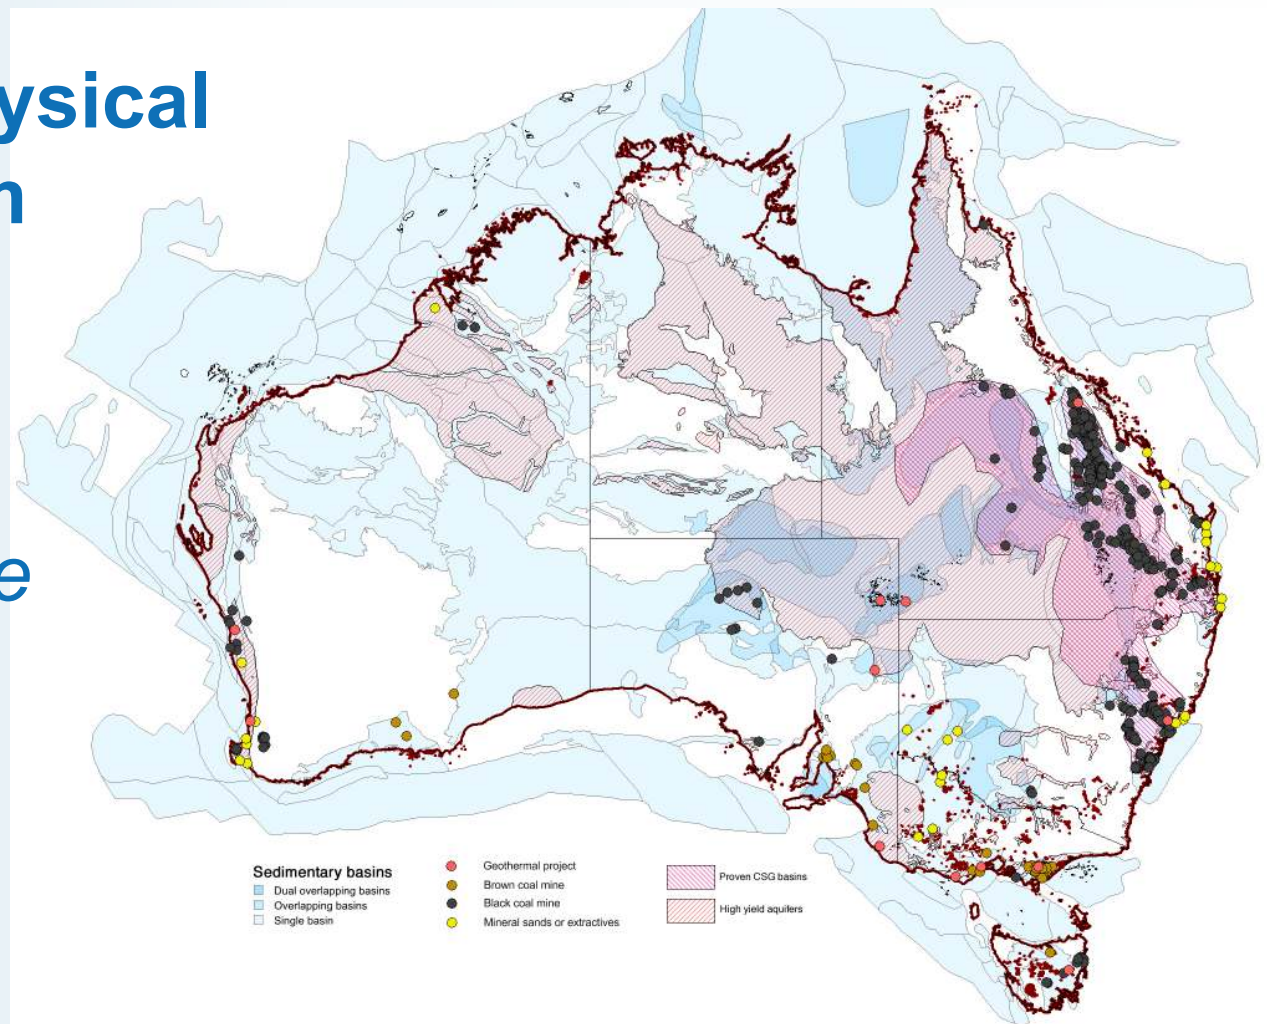 ysical
n
e
Sedimentary basins
Dual overlapping basins
Overlapping basins
Single basin
Geothermal project
Brown coal mine
Black coal mine
Mineral sands or extractives
Proven CSG basins
High yield aquifers